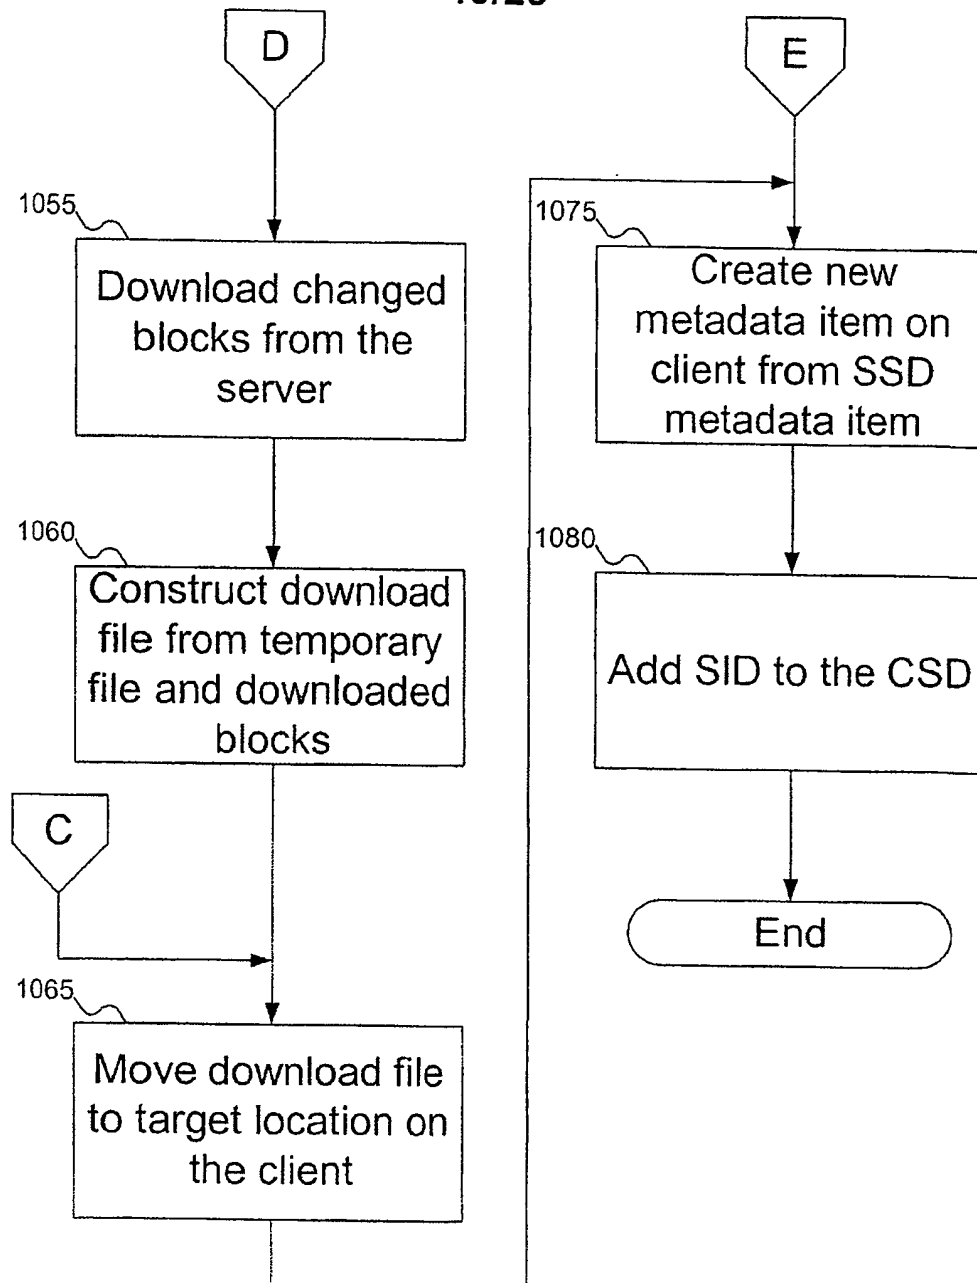 D
1055
Download changed
blocks from the
server
1060
Construct download
file from temporary
file and downloaded
blocks
C
1065
Move download file
to target location on
the client
E
1075
Create new
metadata item on
client from SSD
metadata item
1080
Add SID to the CSD
End